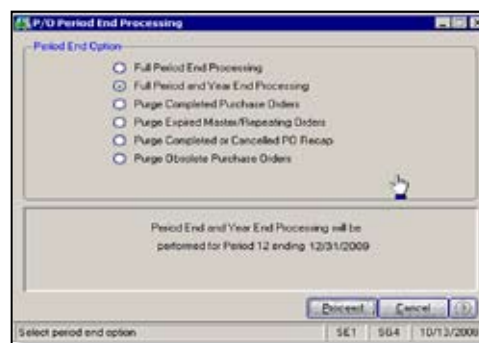 P/O Period End Processing
Period End Option
Full Period End Processing
Full Period and Year End Processing
Purge Completed Purchase Orders
Purge Expired Master/Repeating Orders
Purge Completed or Cancelled PO Recap
Purge Obsolete Purchase Orders
Period End and Year End Processing will be
performed for Period 12 ending 12/31/2009
Proceed Cancel
Select period end option SE1 SG4